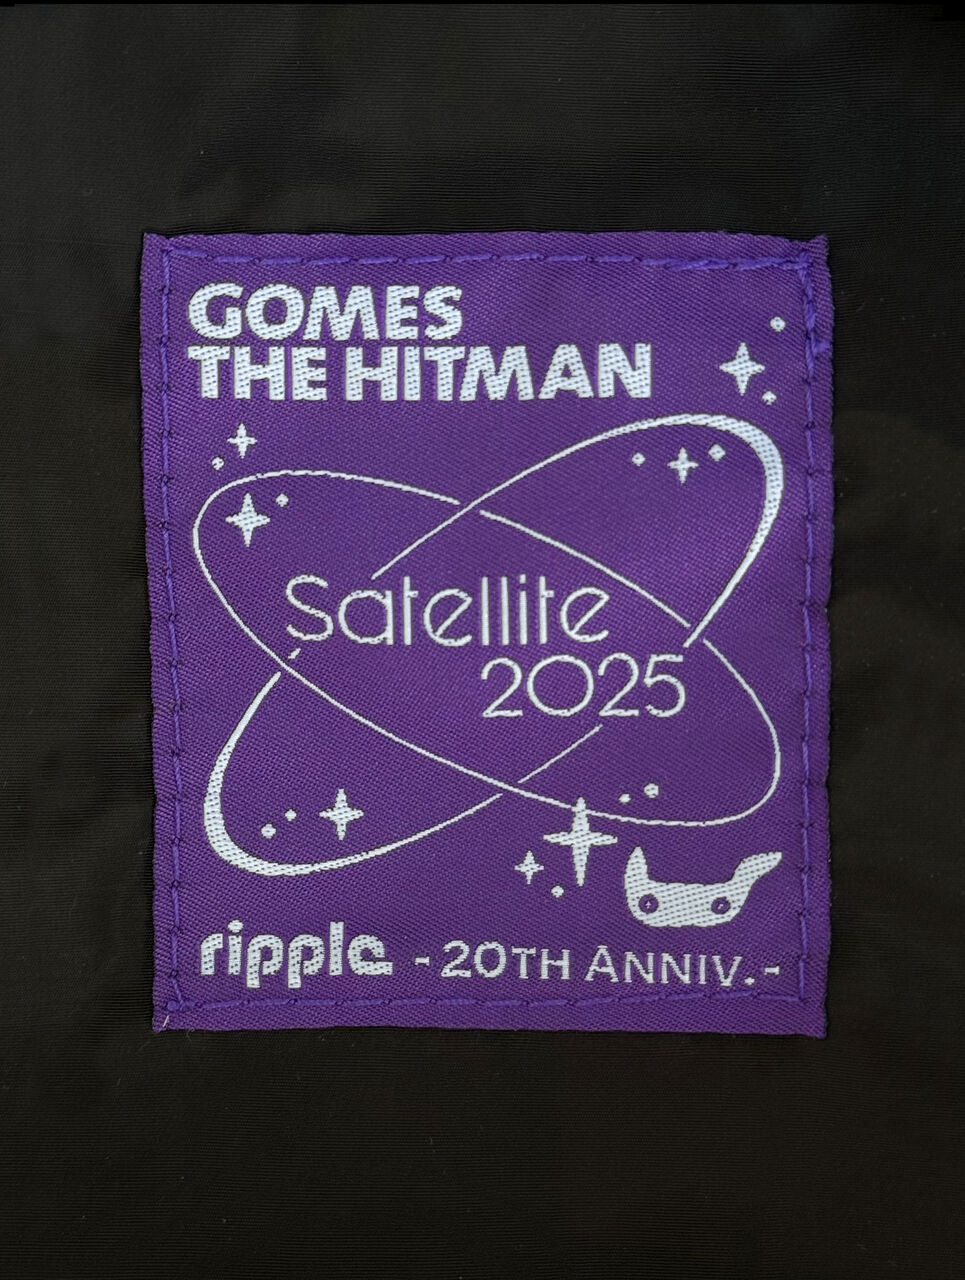 GOMES
THE HITMAN
Satellite
2025
ripple -20TH ANNIV.-